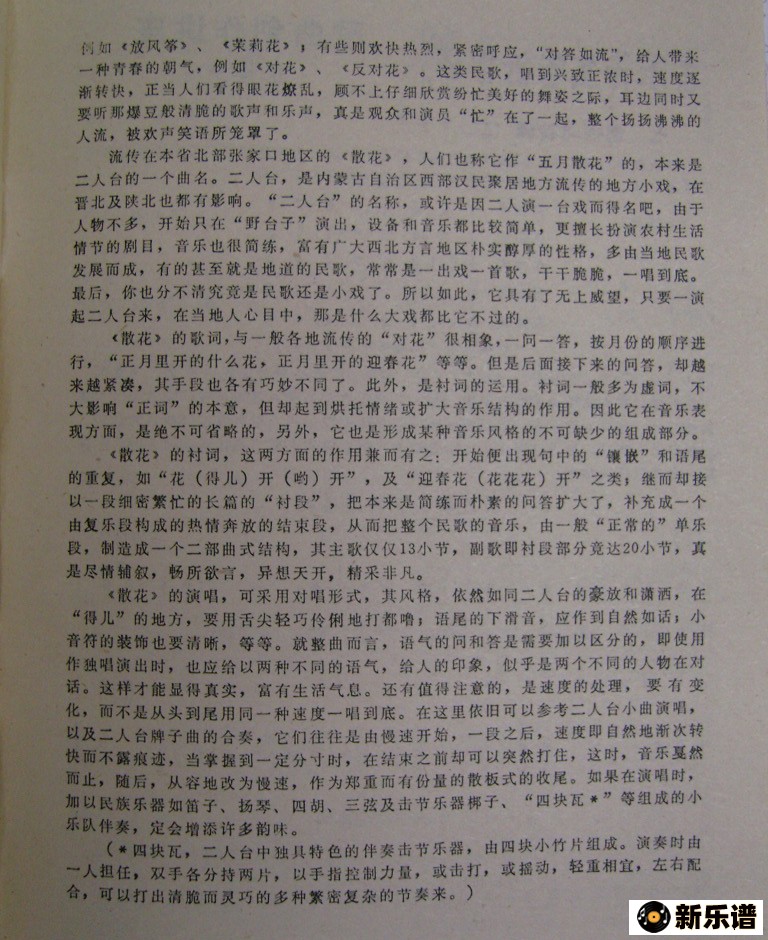 例如《放风筝》、《茉莉花》；有些则欢快热烈，紧密呼应，“对答如流”，给人带来
一种青春的朝气，例如《对花》、《反对花》。这类民歌，唱到兴致正浓时，速度逐
渐转快，正当人们看得眼花燎乱，顾不上仔细欣赏纷忙美好的舞姿之际，耳边同时又
要听那爆豆般清脆的歌声和乐声，真是观众和演员“忙”在了一起，整个扬扬沸沸的
人流，被欢声笑语所笼罩了。
流传在本省北部张家口地区的《散花》，人们也称它作“五月散花”的，本来是
二人台的一个曲名。二人台，是内蒙古自治区西部汉民聚居地方流传的地方小戏，在
晋北及陕北也都有影响。“二人台”的名称，或许是因二人演一台戏而得名吧，由于
人物不多，开始只在“野台子”演出，设备和音乐都比较简单，更擅长扮演农村生活
情节的剧目，音乐也很简练，富有广大西北方言地区朴实醇厚的性格，多由当地民歌
发展而成，有的甚至就是地道的民歌，常常是一出戏一首歌，干干脆脆，一唱到底。
最后，你也分不清究竟是民歌还是小戏了。所以如此，它具有了无上威望，只要一演
起二人台来，在当地人心目中，那是什么大戏都比它不过的。
《散花》的歌词，与一般各地流传的“对花”很相象，一问一答，按月份的顺序进
行，“正月里开的什么花，正月里开的迎春花”等等。但是后面接下来的问答，却越
来越紧凑，其手段也各有巧妙不同了。此外，是衬词的运用。衬词一般多为虚词，不
大影响“正词”的本意，但却起到烘托情绪或扩大音乐结构的作用。因此它在音乐表
现方面，是绝不可省略的，另外，它也是形成某种音乐风格的不可缺少的组成部分。
《散花》的衬词，这两方面的作用兼而有之：开始便出现句中的“镶嵌”和语尾
的重复，如“花（得儿）开（哟）开”，及“迎春花（花花花）开”之类；继而却接
以一段细密繁忙的长篇的“衬段”，把本来是简练而朴素的问答扩大了，补充成一个
由复乐段构成的热情奔放的结束段，从而把整个民歌的音乐，由一般“正常的”单乐
段，制造成一个二部曲式结构，其主歌仅仅13小节，副歌即衬段部分竟达20小节，真
是尽情辅叙，畅所欲言，异想天开，精采非凡。
《散花》的演唱，可采用对唱形式，其风格，依然如同二人台的豪放和潇洒，在
“得儿”的地方，要用舌尖轻巧伶俐地打都噜；语尾的下滑音，应作到自然如话；小
音符的装饰也要清晰，等等。就整曲而言，语气的问和答是需要加以区分的，即使用
作独唱演出时，也应给以两种不同的语气，给人的印象，似乎是两个不同的人物在对
话。这样才能显得真实，富有生活气息。还有值得注意的，是速度的处理，要有变
化，而不是从头到尾用同一种速度一唱到底。在这里依旧可以参考二人台小曲演唱，
以及二人台牌子曲的合奏，它们往往是由慢速开始，一段之后，速度即自然地渐次转
快而不露痕迹，当掌握到一定分寸时，在结束之前却可以突然打住，这时，音乐戛然
而止，随后，从容地改为慢速，作为郑重而有份量的散板式的收尾。如果在演唱时，
加以民族乐器如笛子、扬琴、四胡、三弦及击节乐器梆子、“四块瓦*”等组成的小
乐队伴奏，定会增添许多韵味。
（*四块瓦，二人台中独具特色的伴奏击节乐器，由四块小竹片组成。演奏时由
一人担任，双手各分持两片，以手指控制力量，或击打，或摇动，轻重相宜，左右配
合，可以打出清脆而灵巧的多种繁密复杂的节奏来。）
新乐谱